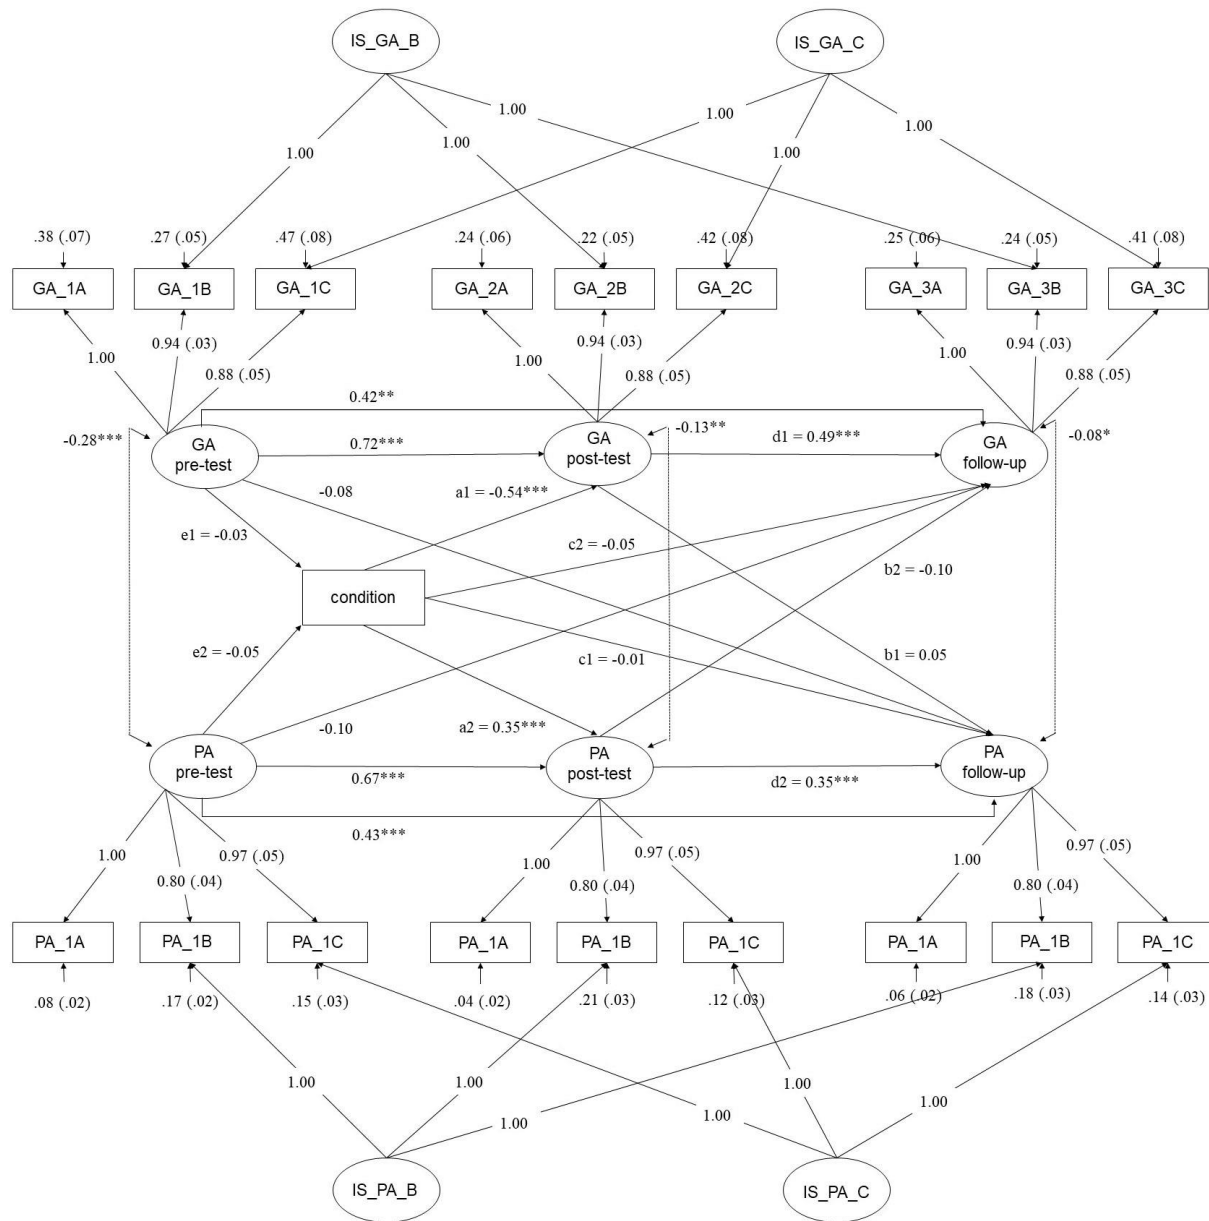 IS_GA_B
IS_GA_C
1.00
1.00
1.00
1.00
1.00
1.00
.38 (.07)
.27 (.05)
.47 (.08)
.24 (.06)
.22 (.05)
.42 (.08)
.25 (.06)
.24 (.05)
.41 (.08)
GA_1A
GA_1B
GA_1C
GA_2A
GA_2B
GA_2C
GA_3A
GA_3B
GA_3C
1.00
0.94 (.03)
0.88 (.05)
1.00
0.94 (.03)
0.88 (.05)
1.00
0.94 (.03)
0.88 (.05)
0.42**
-0.28***
GA
pre-test
0.72***
GA
post-test
-0.13**
d1 = 0.49***
GA
follow-up
-0.08*
-0.08
a1 = -0.54***
e1 = -0.03
c2 = -0.05
b2 = -0.10
condition
e2 = -0.05
c1 = -0.01
b1 = 0.05
-0.10
a2 = 0.35***
PA
pre-test
0.67***
PA
post-test
d2 = 0.35***
PA
follow-up
0.43***
1.00
0.80 (.04)
0.97 (.05)
1.00
0.80 (.04)
0.97 (.05)
1.00
0.80 (.04)
0.97 (.05)
PA_1A
PA_1B
PA_1C
PA_1A
PA_1B
PA_1C
PA_1A
PA_1B
PA_1C
.08 (.02)
.17 (.02)
.15 (.03)
.04 (.02)
.21 (.03)
.12 (.03)
.06 (.02)
.18 (.03)
.14 (.03)
1.00
1.00
1.00
1.00
1.00
1.00
IS_PA_B
IS_PA_C